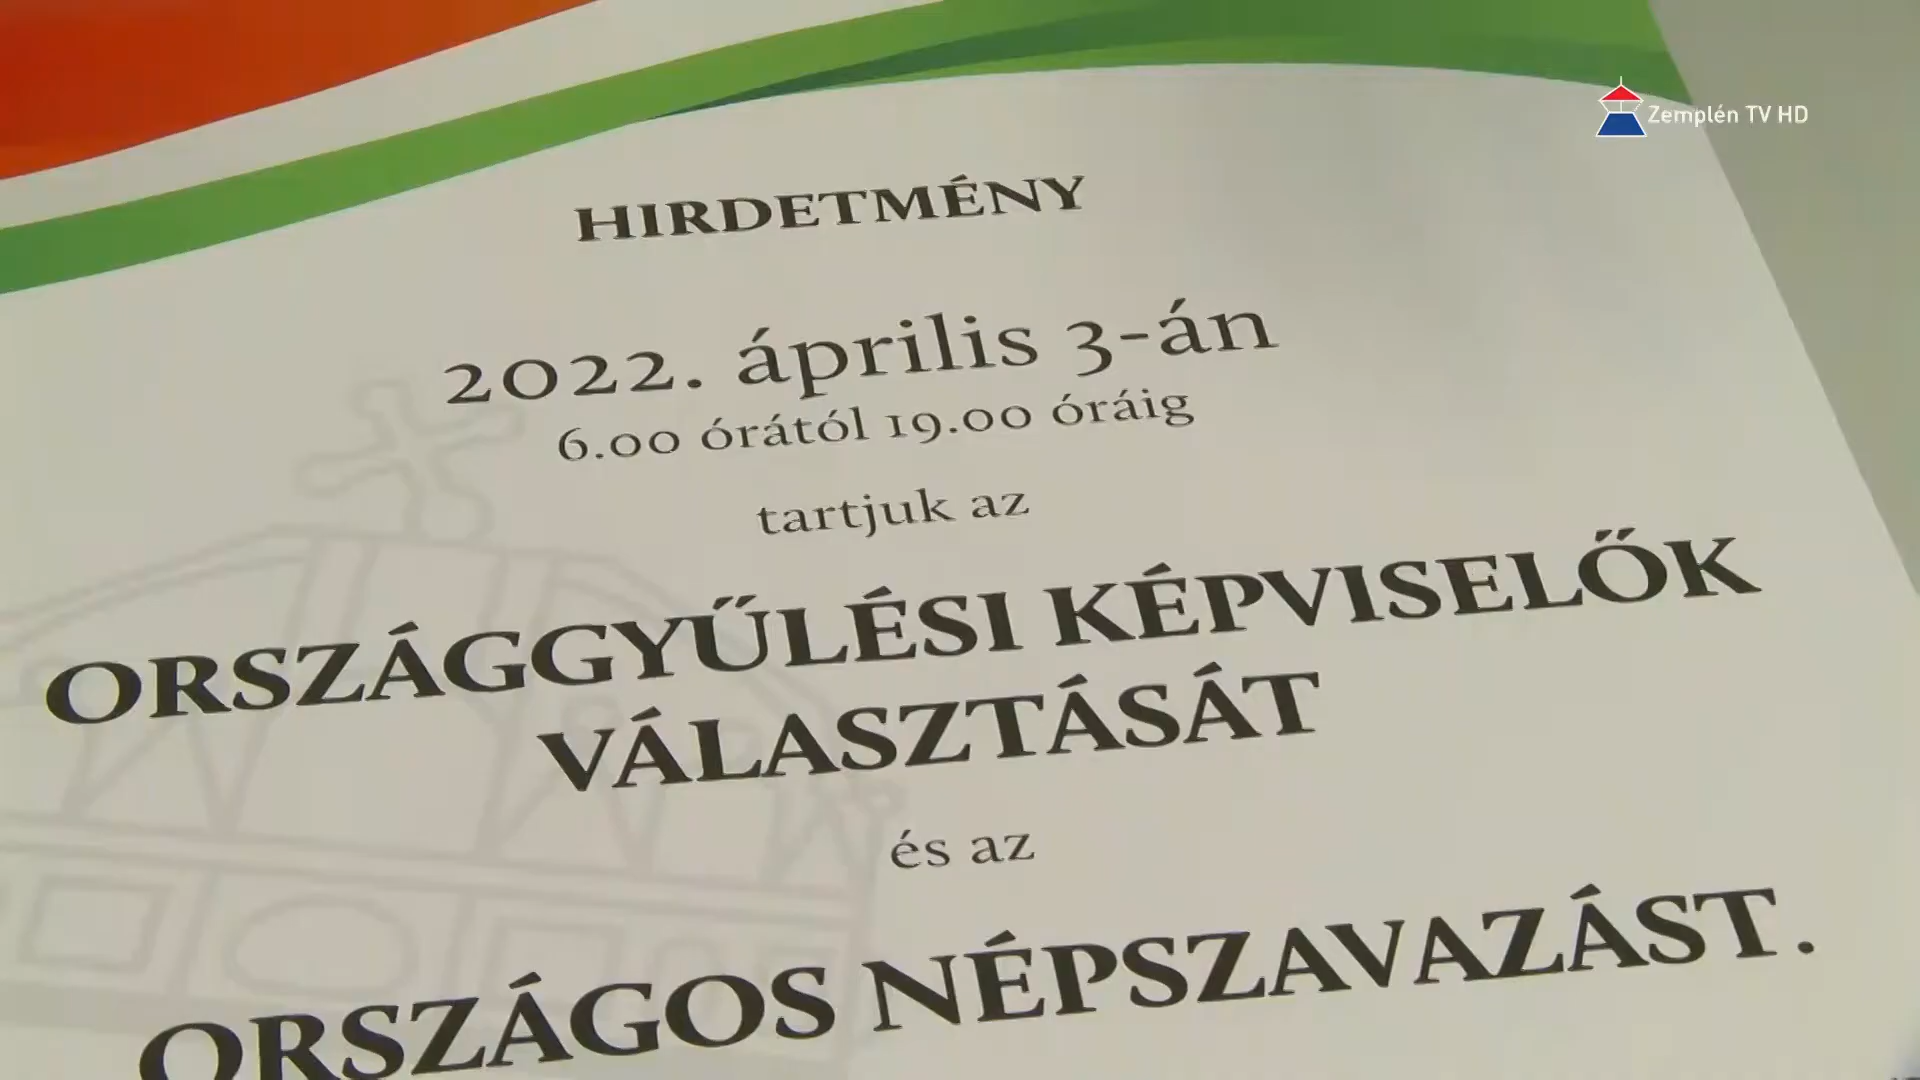 Zemplén TV HD
HIRDETMÉNY
2022. április 3-án
6.00 órától 19.00 óráig
tartjuk az
ORSZÁGGYŰLÉSI KÉPVISELŐK
VÁLASZTÁSÁT
és az
ORSZÁGOS NÉPSZAVAZÁST.